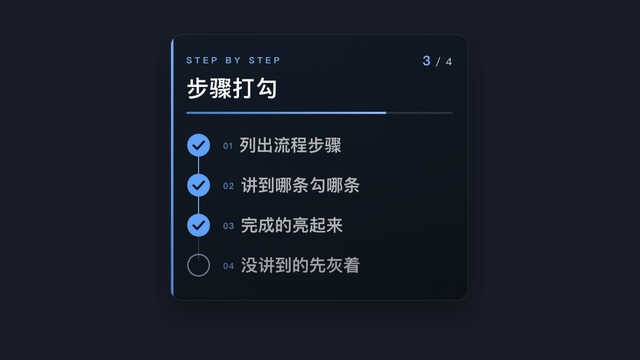 STEP BY STEP
3 / 4
步骤打勾
01 列出流程步骤
02 讲到哪条勾哪条
03 完成的亮起来
04 没讲到的先灰着